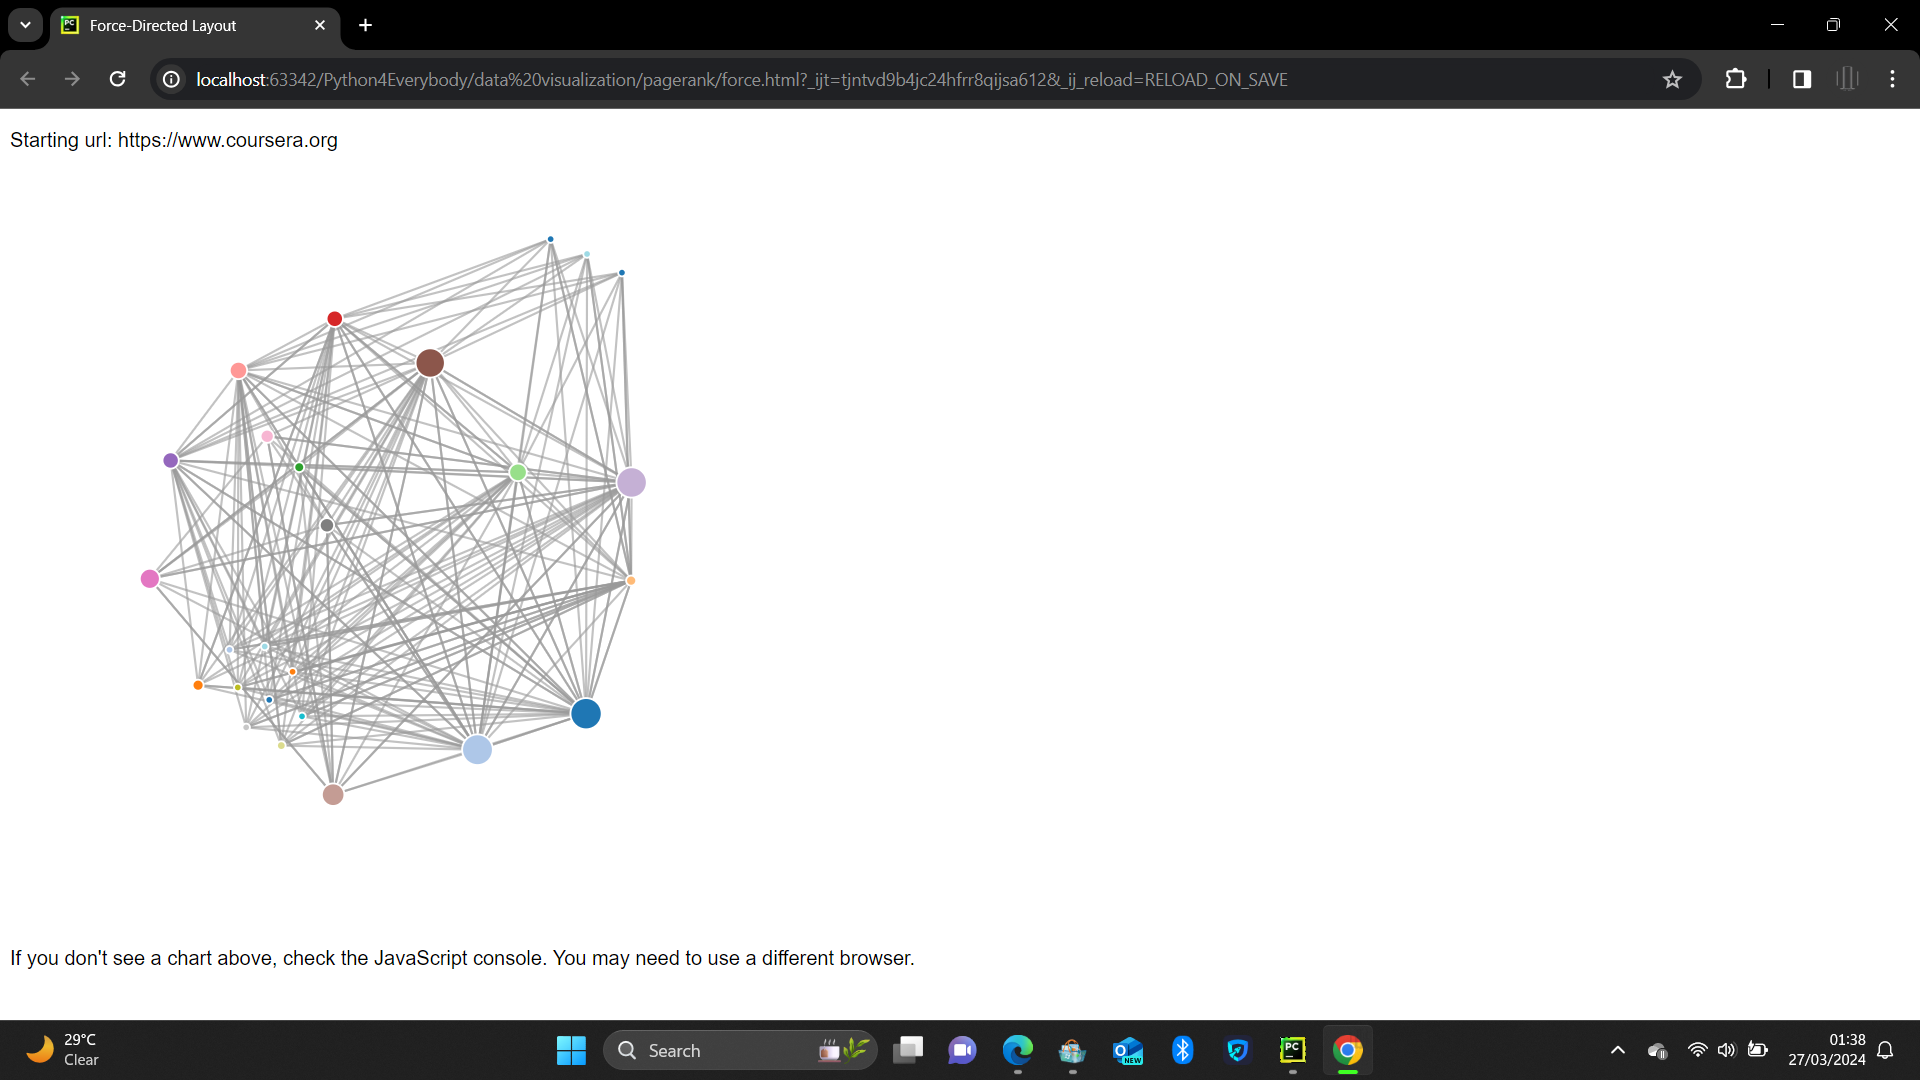 Force-Directed Layout
localhost:63342/Python4Everybody/data%20visualization/pagerank/force.html?_ijt=tjntvd9b4jc24hfrr8qijsa612&_ij_reload=RELOAD_ON_SAVE
Starting url: https://www.coursera.org
If you don't see a chart above, check the JavaScript console. You may need to use a different browser.
29°C
Clear
Search
NEW
PC
01:38
27/03/2024